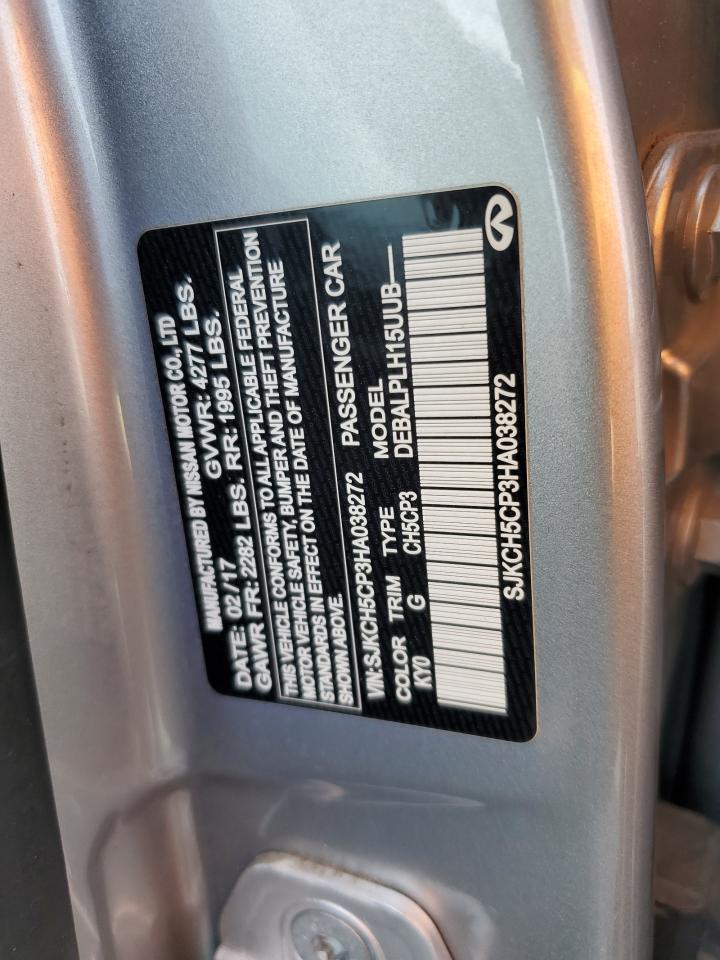 MANUFACTURED BY NISSAN MOTOR CO., LTD
DATE: 02/17 GVWR: 4277 LBS.
GAWR FR: 2282 LBS. RR: 1995 LBS.
THIS VEHICLE CONFORMS TO ALL APPLICABLE FEDERAL
MOTOR VEHICLE SAFETY, BUMPER AND THEFT PREVENTION
STANDARDS IN EFFECT ON THE DATE OF MANUFACTURE
SHOWN ABOVE.
VIN:SJKCH5CP3HA038272 PASSENGER CAR
COLOR TRIM TYPE MODEL
KY0 G CH5CP3 DEBALPLH15UUB—
SJKCH5CP3HA038272